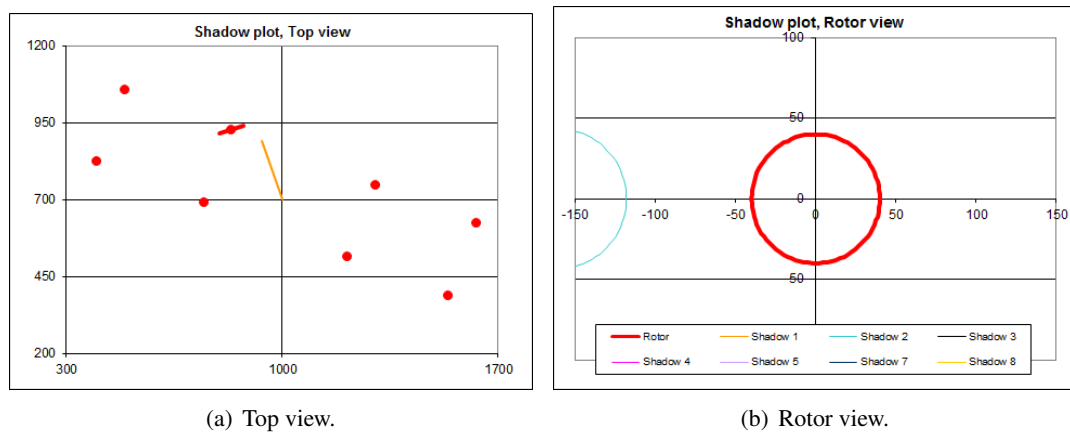 Shadow plot, Top view
1200
950
700
450
200
300 1000 1700
Shadow plot, Rotor view
100
50
0
-150 -100 -50 0 50 100 150
50
Rotor Shadow 1 Shadow 2 Shadow 3
Shadow 4 Shadow 5 Shadow 7 Shadow 8
(a) Top view.
(b) Rotor view.